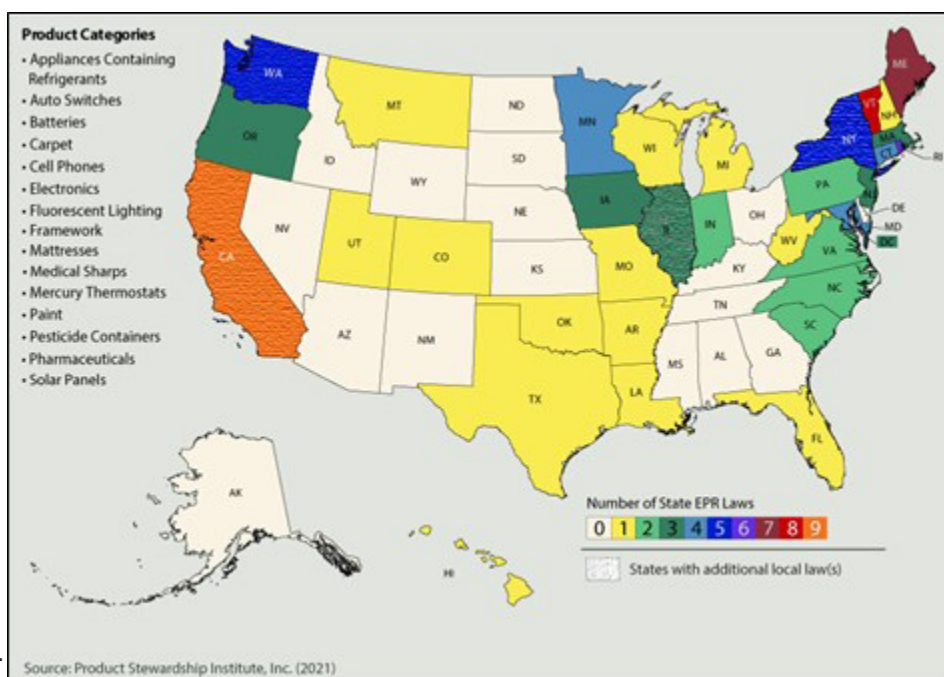 Product Categories
• Appliances Containing
Refrigerants
• Auto Switches
• Batteries
• Carpet
• Cell Phones
• Electronics
• Fluorescent Lighting
• Framework
• Mattresses
• Medical Sharps
• Mercury Thermostats
• Paint
• Pesticide Containers
• Pharmaceuticals
• Solar Panels
WA
MT
ND
MN
ME
VT
NH
OR
ID
SD
WI
MI
NY
MA
CT
RI
WY
IA
NE
PA
NJ
NV
UT
CO
KS
MO
IL
IN
OH
WV
VA
DE
MD
DC
CA
KY
NC
TN
SC
AZ
NM
OK
AR
MS
AL
GA
TX
LA
FL
AK
HI
Number of State EPR Laws
0 1 2 3 4 5 6 7 8 9
States with additional local law(s)
Source: Product Stewardship Institute, Inc. (2021)